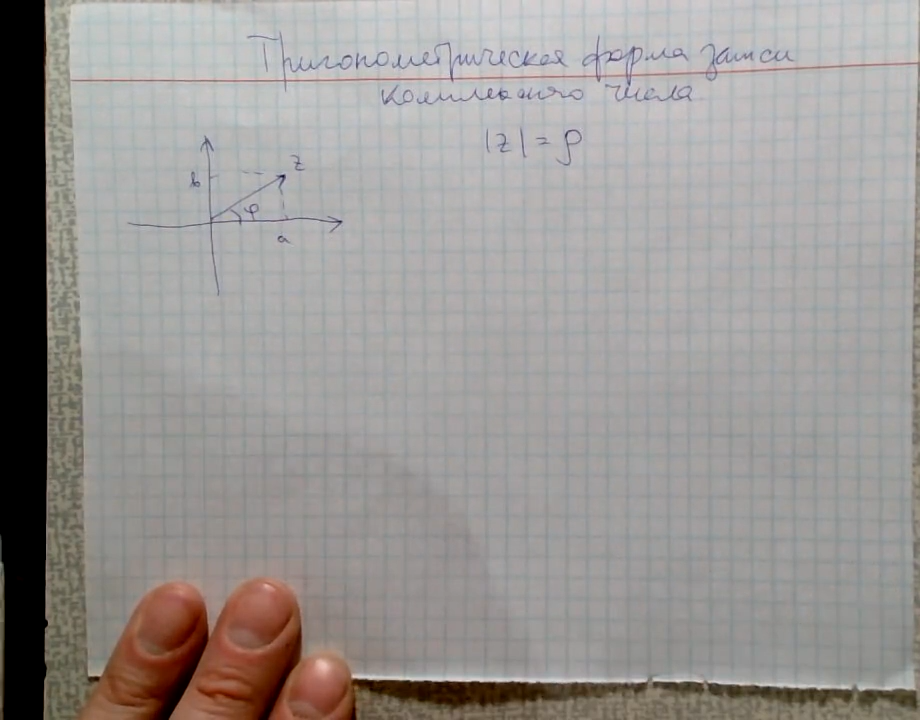 Тригонометрическая форма записи
комплексного числа
|z| = ρ
z
b
φ
a